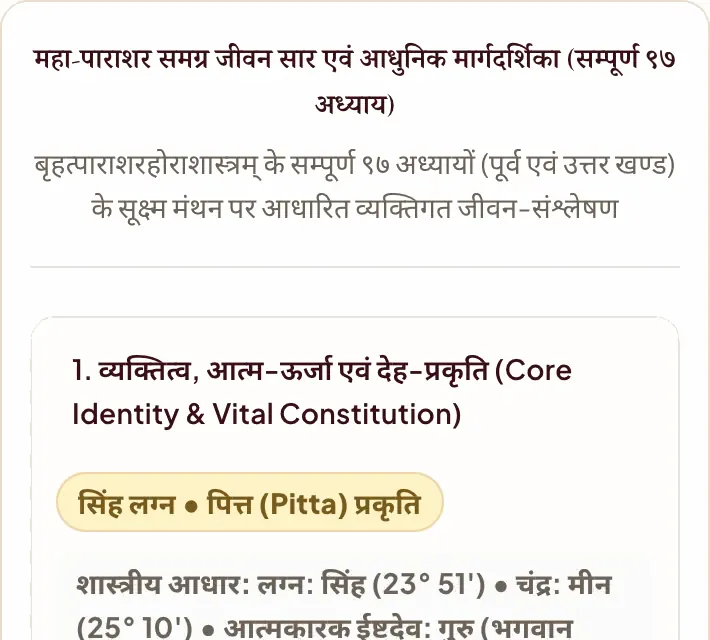 महा-पाराशर समग्र जीवन सार एवं आधुनिक मार्गदर्शिका (सम्पूर्ण ९७
अध्याय)
बृहत्पाराशरहोराशास्त्रम् के सम्पूर्ण ९७ अध्यायों (पूर्व एवं उत्तर खण्ड)
के सूक्ष्म मंथन पर आधारित व्यक्तिगत जीवन-संश्लेषण
1. व्यक्तित्व, आत्म-ऊर्जा एवं देह-प्रकृति (Core
Identity & Vital Constitution)
सिंह लग्न ● पित्त (Pitta) प्रकृति
शास्त्रीय आधार: लग्न: सिंह (23° 51') ● चंद्र: मीन
(25° 10') ● आत्मकारक ईष्टदेव: गुरु (भगवान